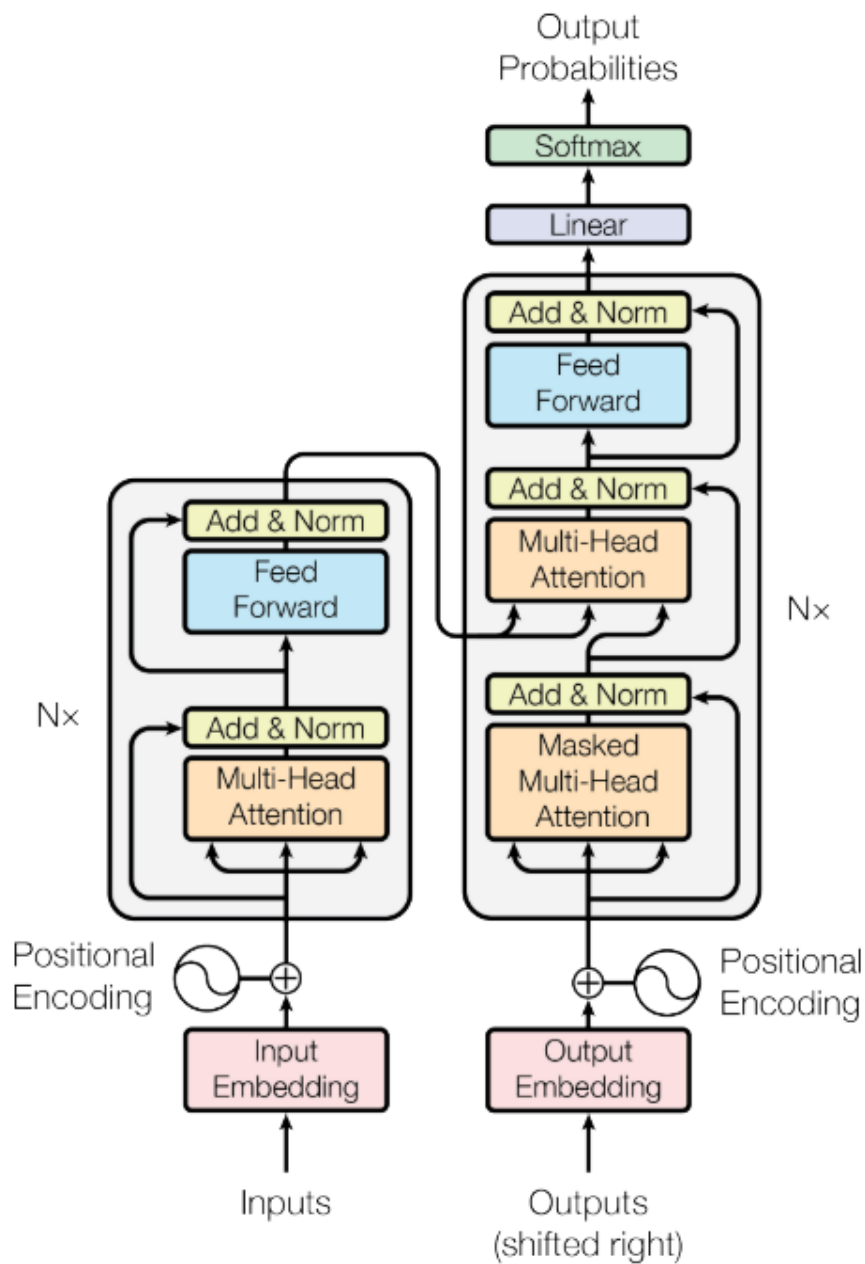 Output
Probabilities
Softmax
Linear
Add & Norm
Feed
Forward
Add & Norm
Multi-Head
Attention
Nx
Add & Norm
Masked
Multi-Head
Attention
Add & Norm
Feed
Forward
Nx
Add & Norm
Multi-Head
Attention
Positional
Encoding
Positional
Encoding
Input
Embedding
Output
Embedding
Inputs
Outputs
(shifted right)